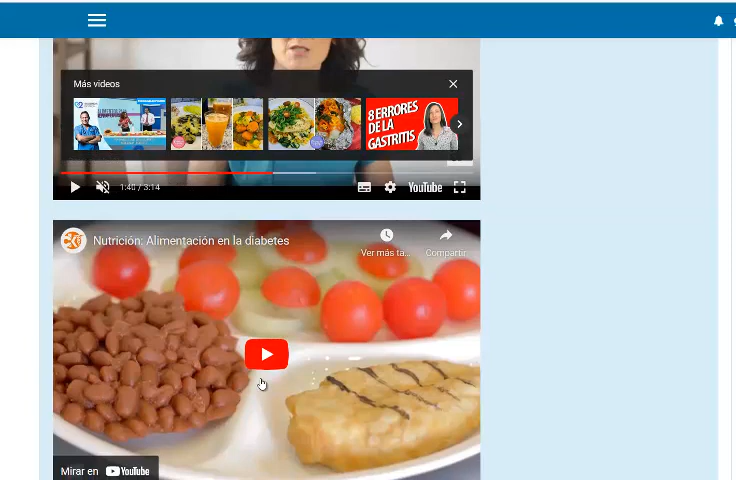 Más videos
8 ERRORES
DE LA
GASTRITIS
1:40 / 3:14
YouTube
Nutrición: Alimentación en la diabetes
Ver más ta...
Compartir
Mirar en YouTube